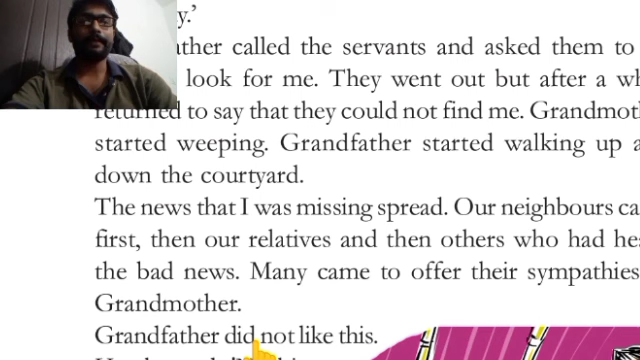 y.'
ather called the servants and asked them to
look for me. They went out but after a wh
returned to say that they could not find me. Grandmoth
started weeping. Grandfather started walking up a
down the courtyard.
The news that I was missing spread. Our neighbours ca
first, then our relatives and then others who had hea
the bad news. Many came to offer their sympathies
Grandmother.
Grandfather did not like this.